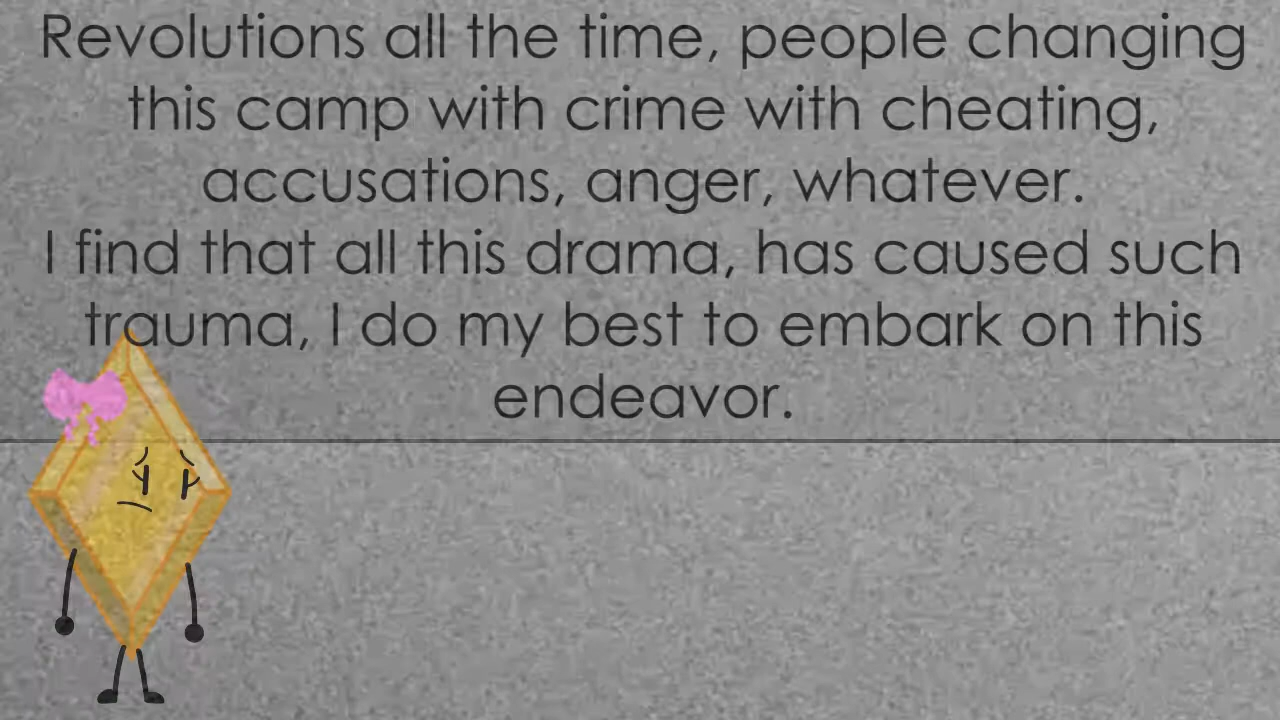 Revolutions all the time, people changing
this camp with crime with cheating,
accusations, anger, whatever.
I find that all this drama, has caused such
trauma, I do my best to embark on this
endeavor.